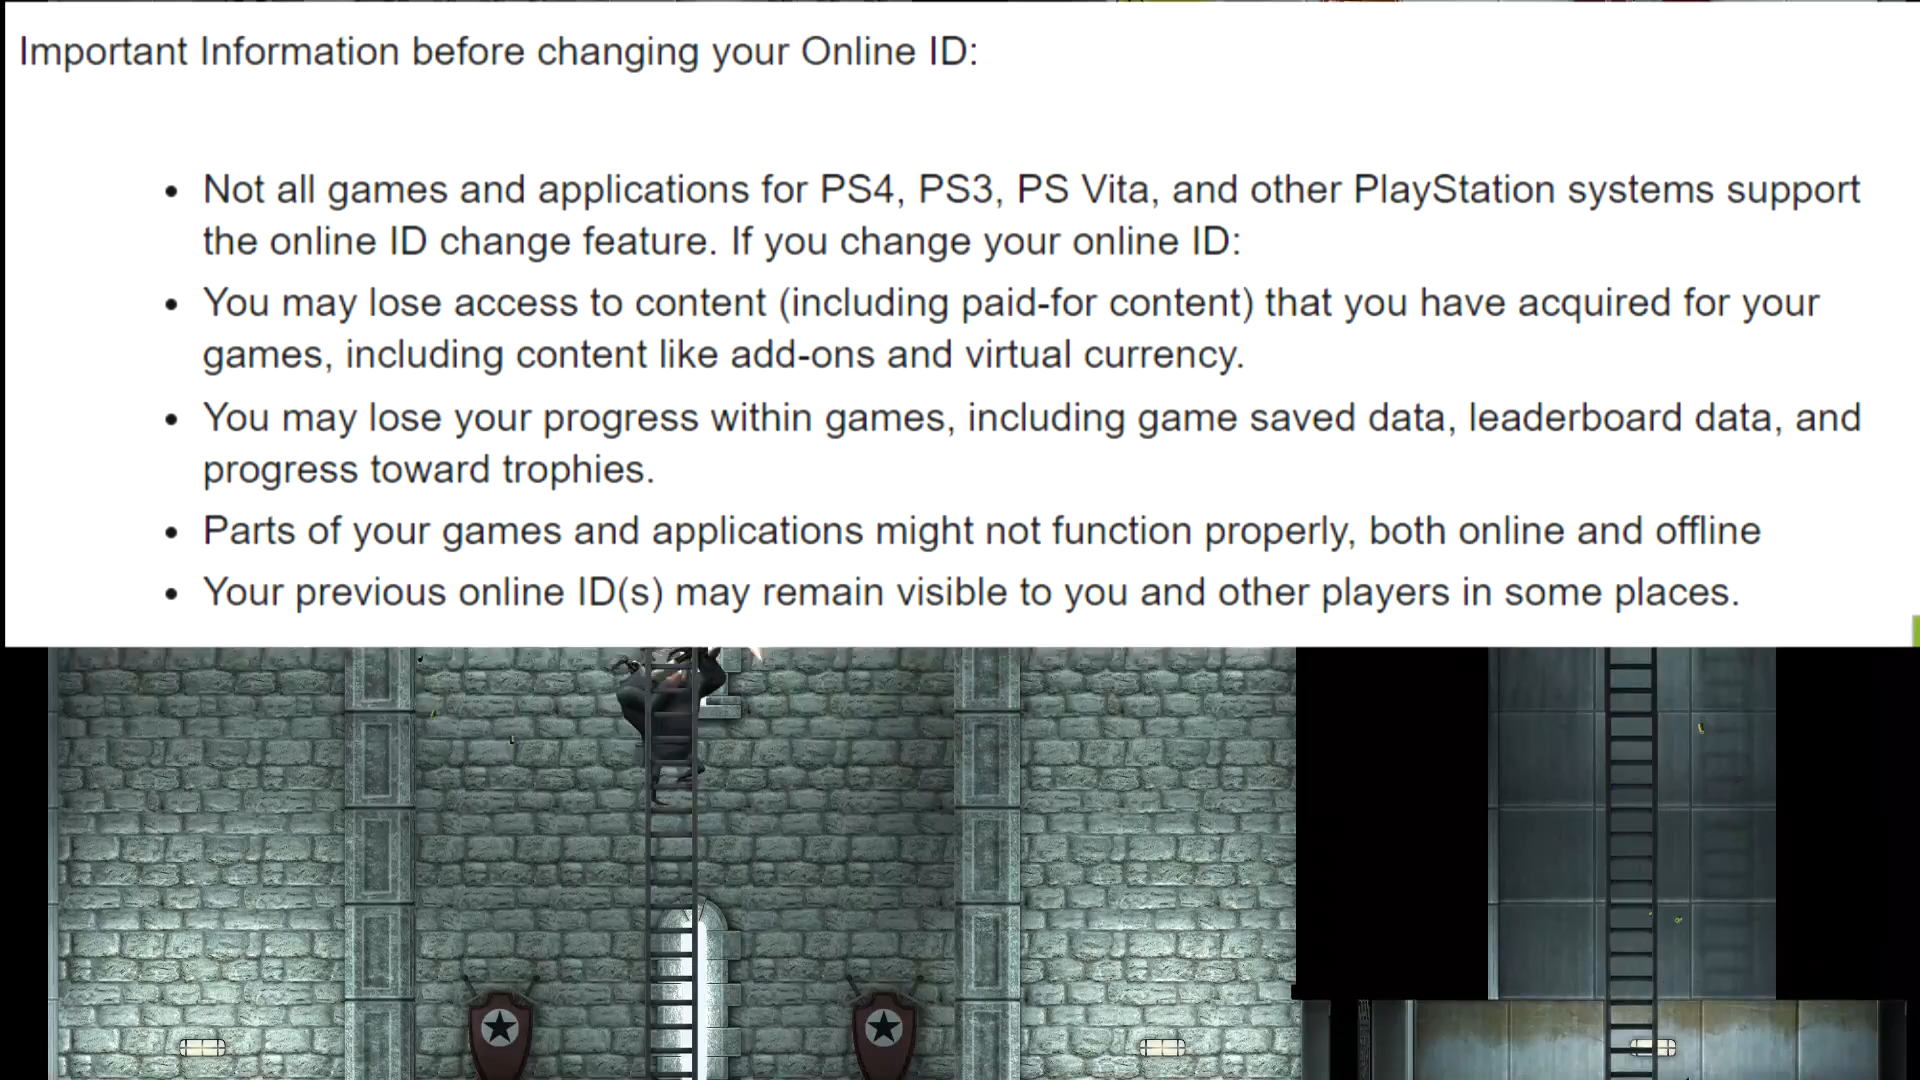 Important Information before changing your Online ID:
• Not all games and applications for PS4, PS3, PS Vita, and other PlayStation systems support
the online ID change feature. If you change your online ID:
• You may lose access to content (including paid-for content) that you have acquired for your
games, including content like add-ons and virtual currency.
• You may lose your progress within games, including game saved data, leaderboard data, and
progress toward trophies.
• Parts of your games and applications might not function properly, both online and offline
• Your previous online ID(s) may remain visible to you and other players in some places.